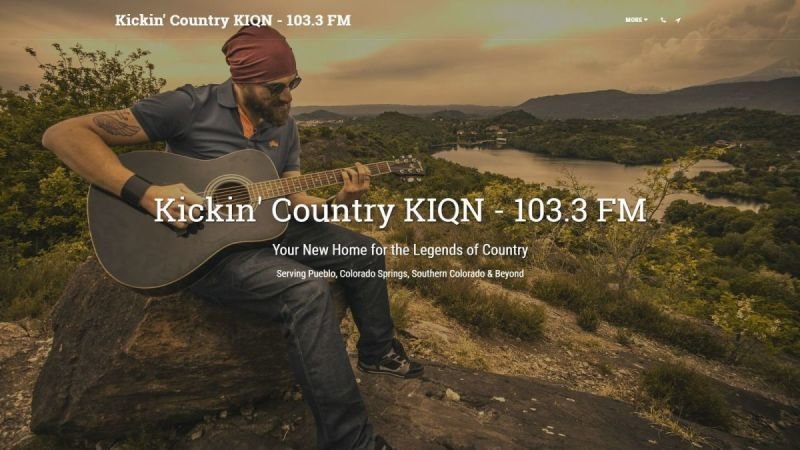 Kickin' Country KIQN - 103.3 FM
MORE
Kickin' Country KIQN - 103.3 FM
Your New Home for the Legends of Country
Serving Pueblo, Colorado Springs, Southern Colorado & Beyond